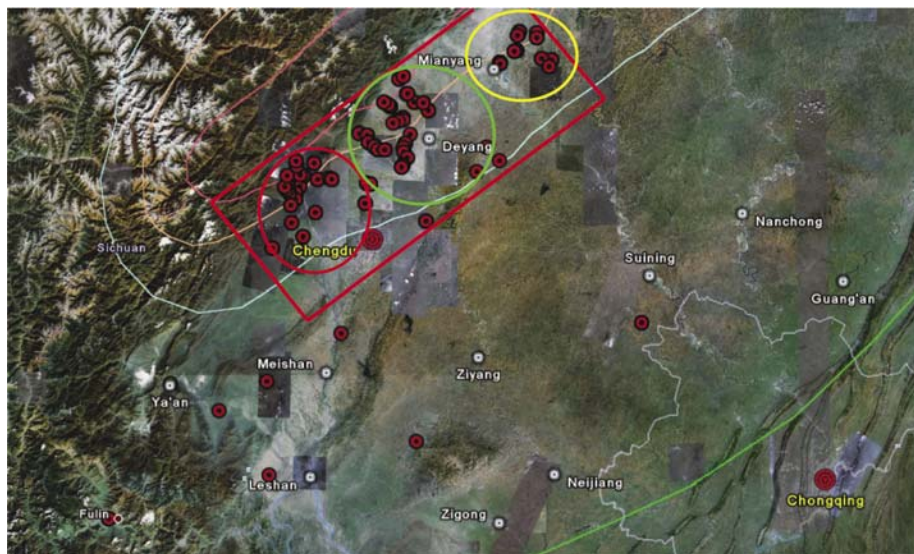 Mianyang
Deyang
Nanchong
Sichuan
Chengdu
Suining
Guang'an
Meishan
Ziyang
Ya'an
Leshan
Neijiang
Chongqing
Fulin
Zigong